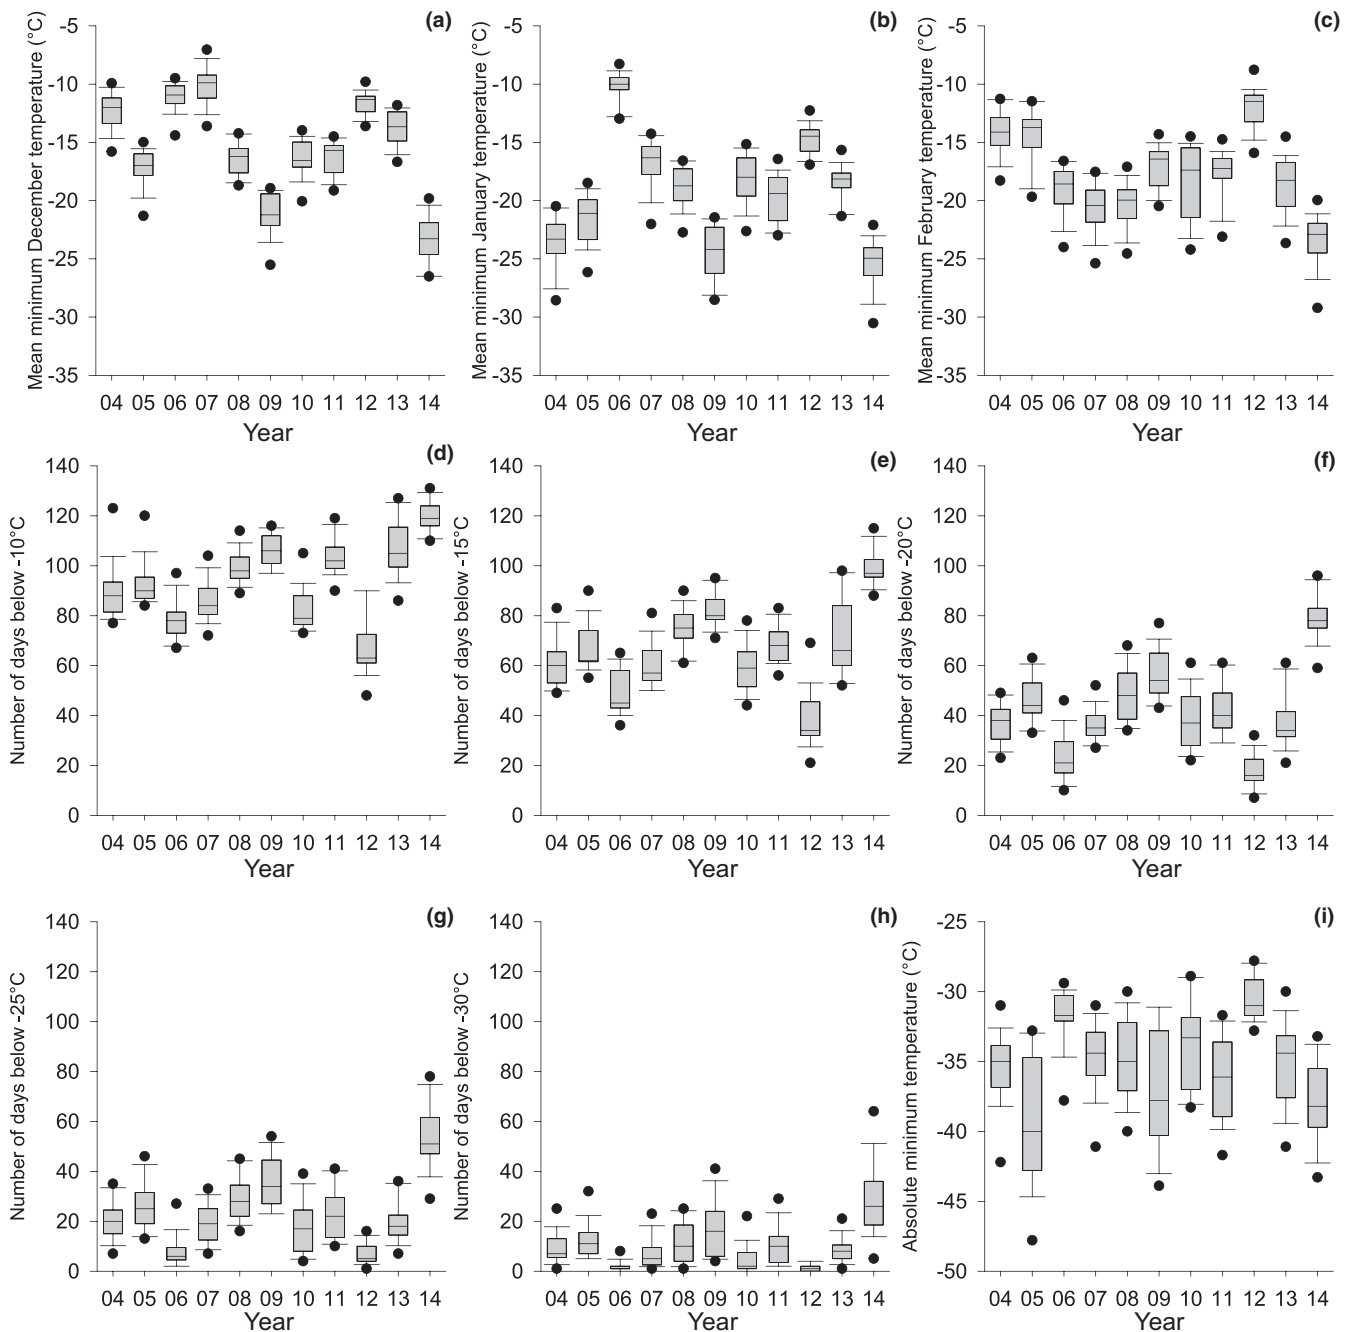 (a)
Mean minimum December temperature (°C)
-5
-10
-15
-20
-25
-30
-35
04 05 06 07 08 09 10 11 12 13 14
Year
(b)
Mean minimum January temperature (°C)
-5
-10
-15
-20
-25
-30
-35
04 05 06 07 08 09 10 11 12 13 14
Year
(c)
Mean minimum February temperature (°C)
-5
-10
-15
-20
-25
-30
-35
04 05 06 07 08 09 10 11 12 13 14
Year
(d)
Number of days below -10°C
140
120
100
80
60
40
20
0
04 05 06 07 08 09 10 11 12 13 14
Year
(e)
Number of days below -15°C
140
120
100
80
60
40
20
0
04 05 06 07 08 09 10 11 12 13 14
Year
(f)
Number of days below -20°C
140
120
100
80
60
40
20
0
04 05 06 07 08 09 10 11 12 13 14
Year
(g)
Number of days below -25°C
140
120
100
80
60
40
20
0
04 05 06 07 08 09 10 11 12 13 14
Year
(h)
Number of days below -30°C
140
120
100
80
60
40
20
0
04 05 06 07 08 09 10 11 12 13 14
Year
(i)
Absolute minimum temperature (°C)
-25
-30
-35
-40
-45
-50
04 05 06 07 08 09 10 11 12 13 14
Year